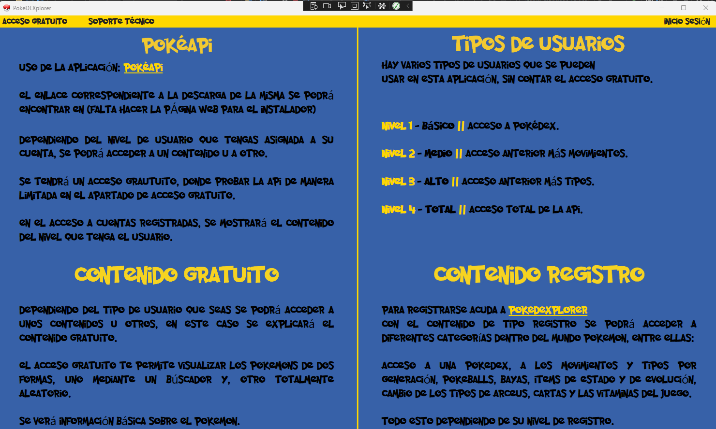 PokeDEXplorer
Acceso Gratuito
Soporte Técnico
Inicio Sesión
PokéApi
Uso de la aplicación: PokéApi
El enlace correspondiente a la descarga de la misma se podrá
encontrar en (FALTA HACER LA PÁGINA WEB PARA EL INSTALADOR)
Dependiendo del nivel de usuario que tengas asignada a su
cuenta, se podrá acceder a un contenido u a otro.
Se tendrá un acceso grautuito, donde probar la api de manera
limitada en el apartado de acceso gratuito.
En el acceso a cuentas registradas, se mostrará el contenido
del nivel que tenga el usuario.
Tipos de Usuarios
Hay varios tipos de usuarios que se pueden
usar en esta aplicación, sin contar el acceso gratuito.
Nivel 1 - Básico || Acceso a Pokédex.
Nivel 2 - Medio || Acceso anterior más movimientos.
Nivel 3 - Alto || Acceso anterior más tipos.
Nivel 4 - Total || Acceso total de la api.
Contenido Gratuito
Dependiendo del tipo de usuario que seas se podrá acceder a
unos contenidos u otros, en este caso se explicará el
contenido gratuito.
El acceso gratuito te permite visualizar los pokemons de dos
formas, uno mediante un búscador y, otro totalmente
aleatorio.
Se verá información básica sobre el pokemon.
Contenido Registro
Para registrarse acuda a PokeDEXplorer
Con el contenido de tipo registro se podrá acceder a
diferentes categorías dentro del mundo pokemon, entre ellas:
Acceso a una pokedex, a los movimientos y tipos por
generación, pokeballs, bayas, items de estado y de evolución,
cambio de los tipos de arceus, cartas y las vitaminas del juego.
Todo esto dependiendo de su nivel de registro.